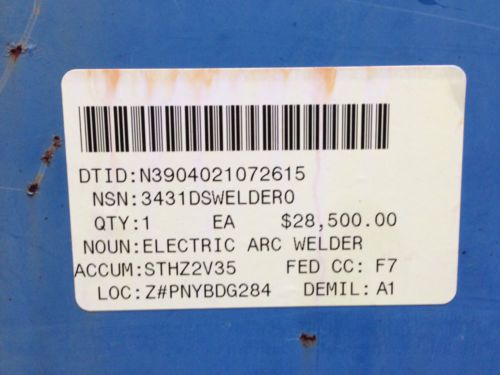 DTID:N3904021072615
NSN:3431DSWELDER0
QTY:1 EA $28,500.00
NOUN:ELECTRIC ARC WELDER
ACCUM:STHZ2V35 FED CC: F7
LOC:Z#PNYBDG284 DEMIL: A1